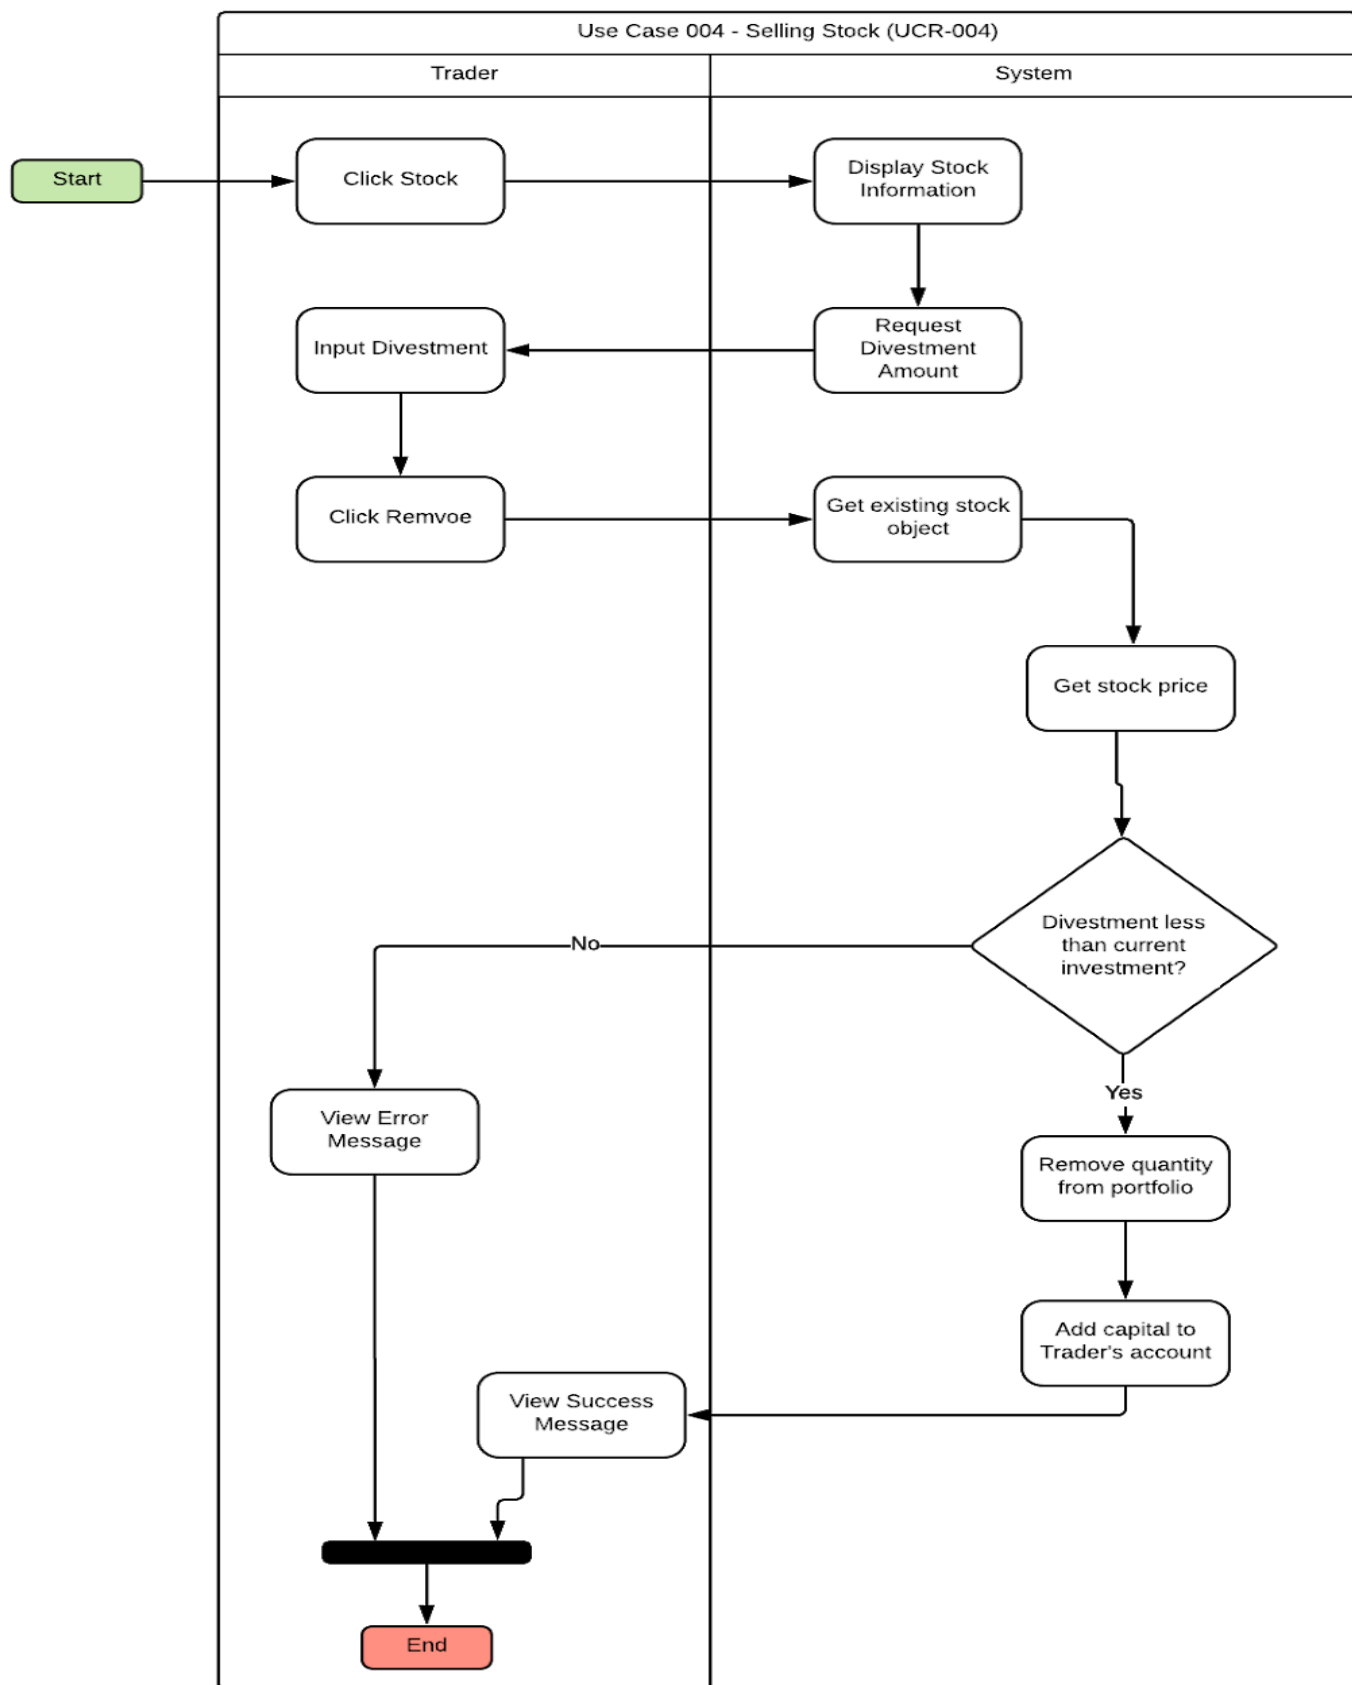 Use Case 004 - Selling Stock (UCR-004)
Trader
System
Start
Click Stock
Display Stock
Information
Input Divestment
Request
Divestment
Amount
Click Remvoe
Get existing stock
object
Get stock price
Divestment less
than current
investment?
No
Yes
View Error
Message
Remove quantity
from portfolio
Add capital to
Trader's account
View Success
Message
End